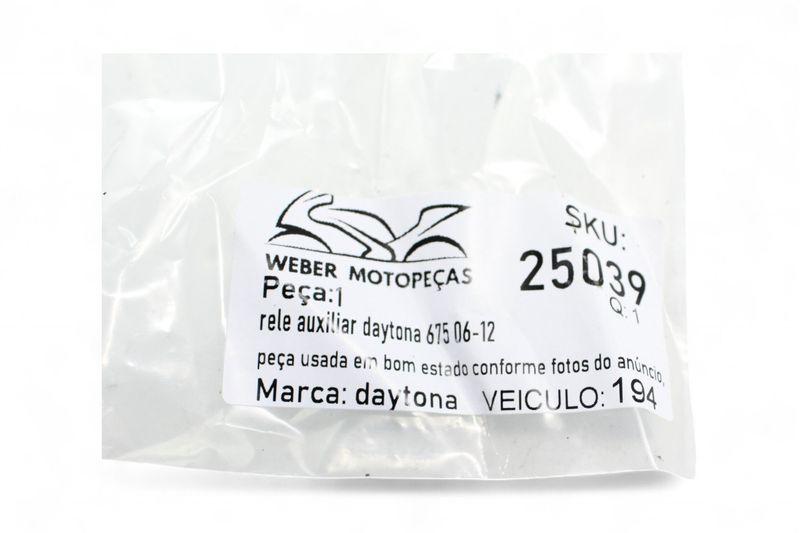 WEBER MOTOPEÇAS
SKU:
25039
Q: 1
Peça:1
rele auxiliar daytona 675 06-12
peça usada em bom estado conforme fotos do anúncio.
Marca: daytona VEICULO: 194